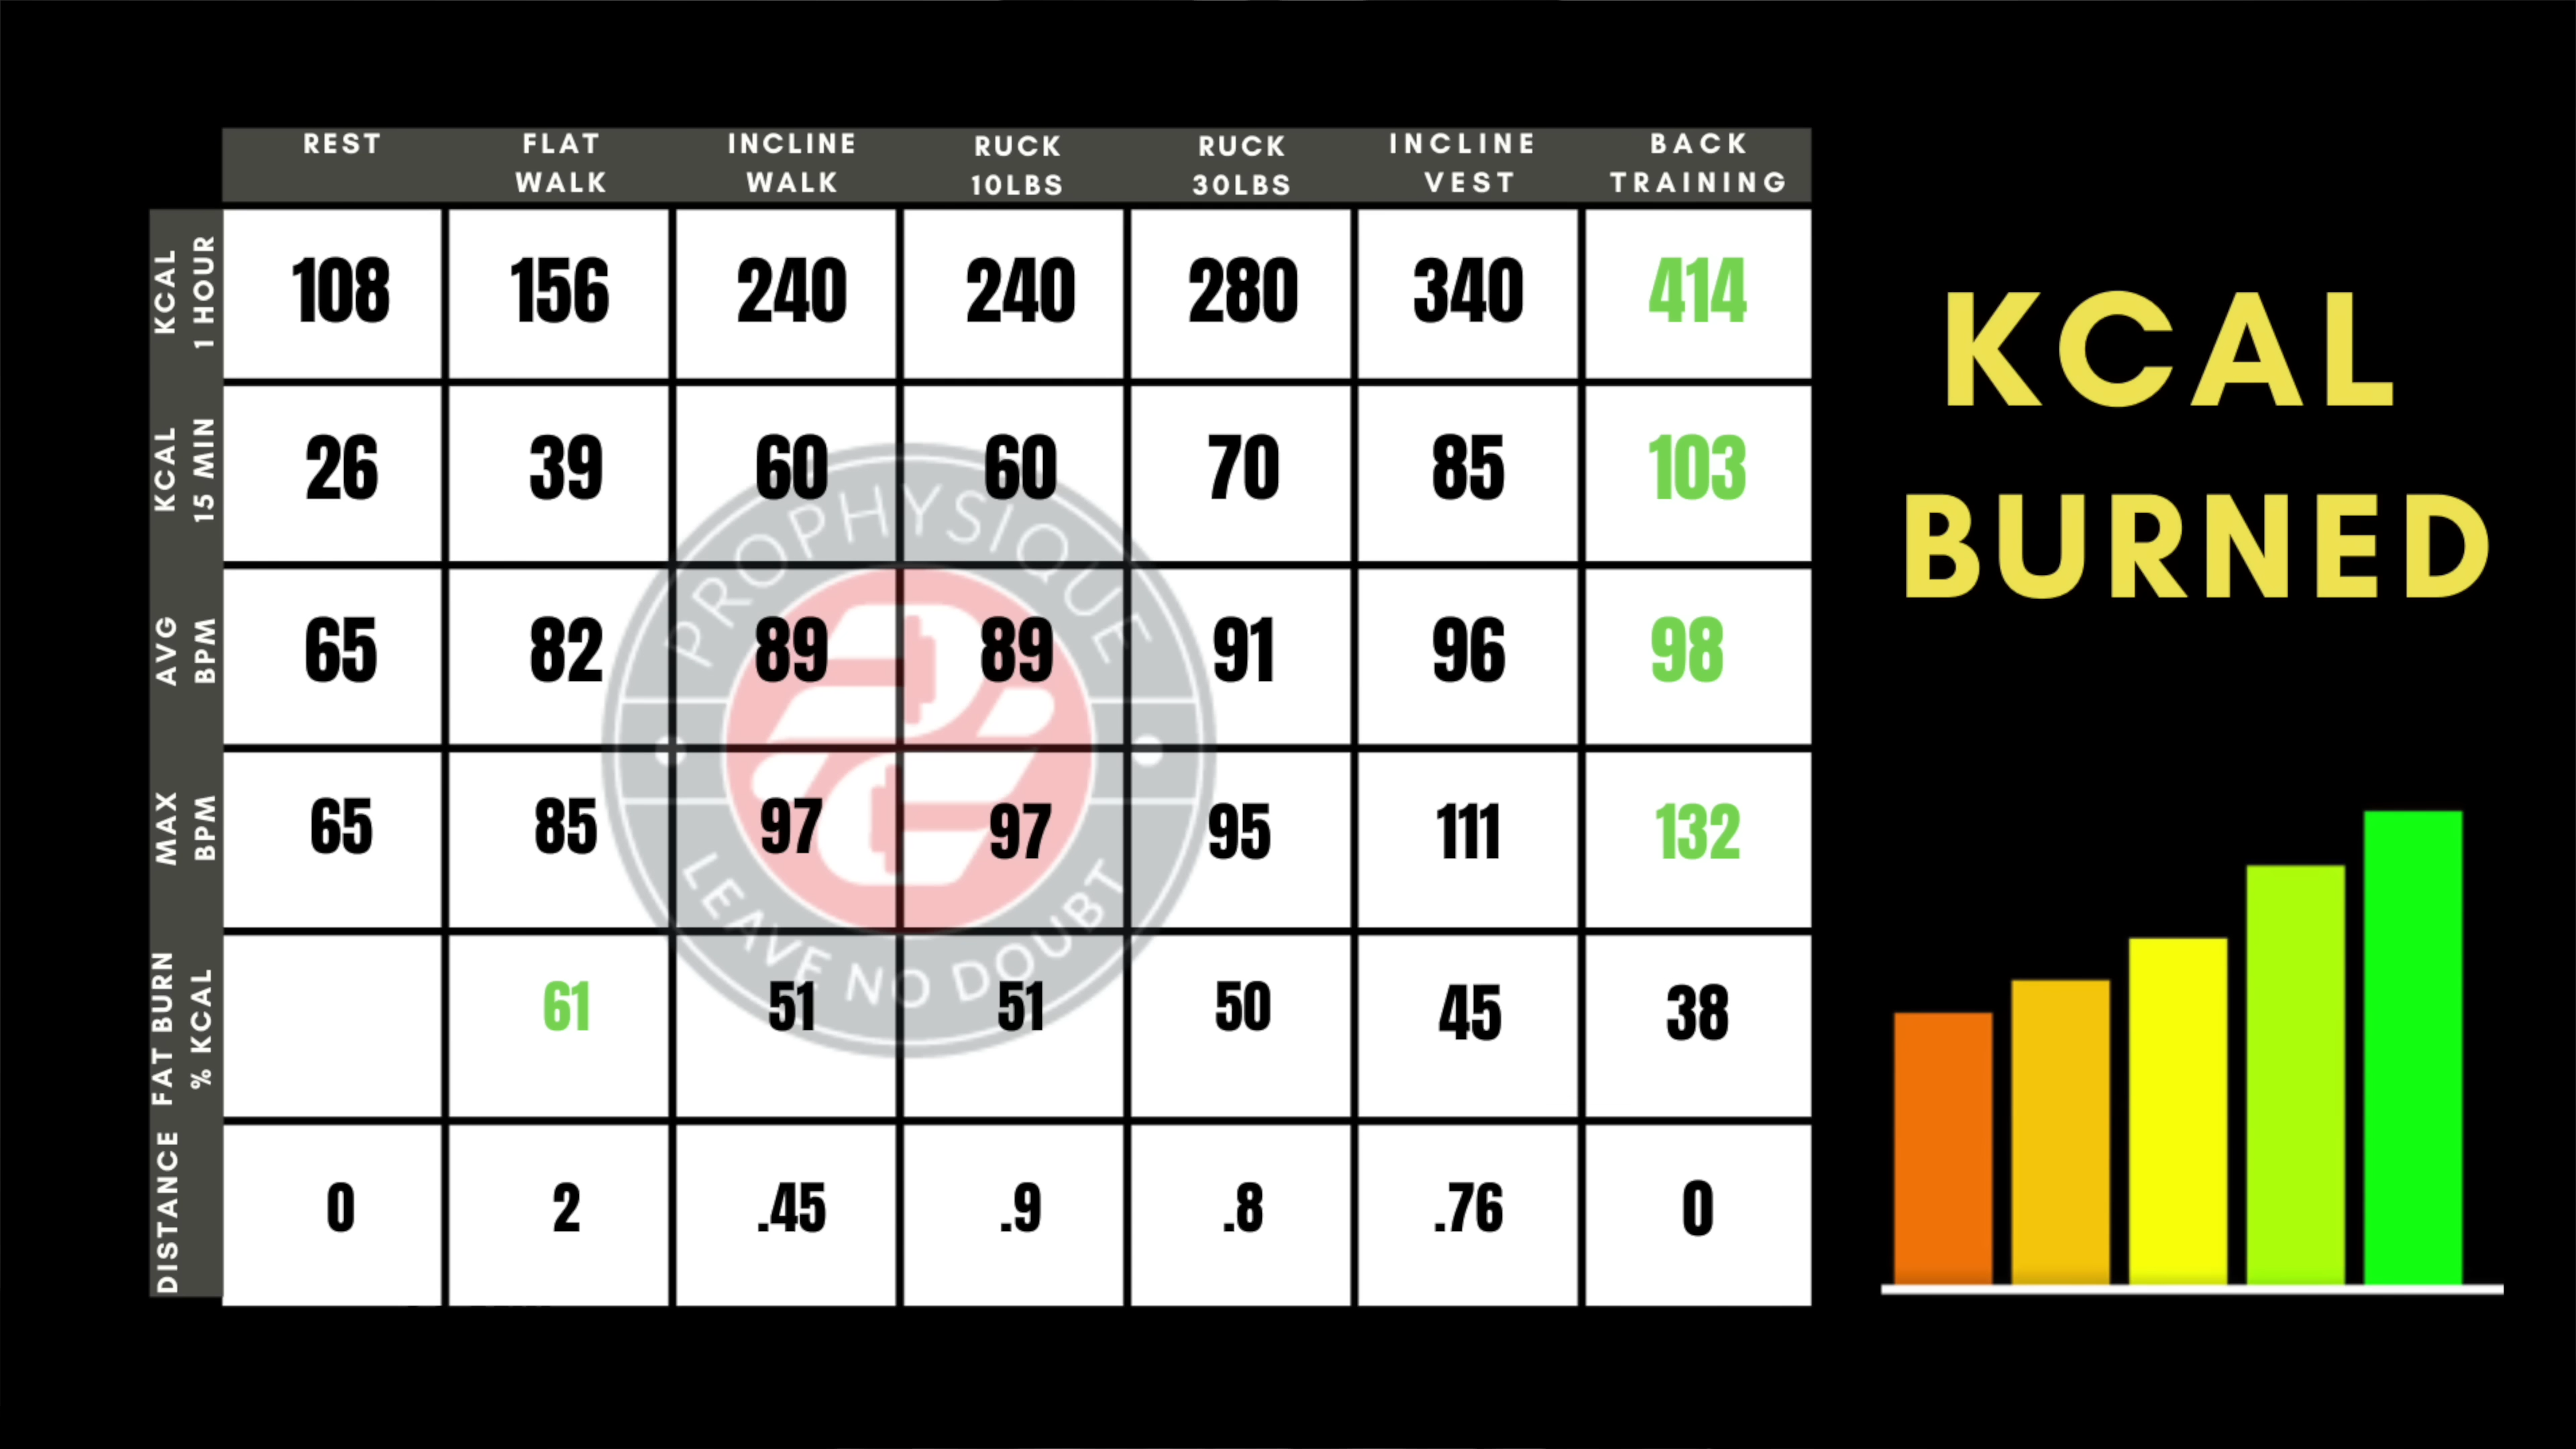 REST FLAT WALK INCLINE WALK RUCK 10LBS RUCK 30LBS INCLINE VEST BACK TRAINING
KCAL 1 HOUR 108 156 240 240 280 340 414
KCAL 15 MIN 26 39 60 60 70 85 103
AVG BPM 65 82 89 89 91 96 98
MAX BPM 65 85 97 97 95 111 132
FAT BURN % KCAL 61 51 51 50 45 38
DISTANCE 0 2 .45 .9 .8 .76 0
PROPHYSIQUE
LEAVE NO DOUBT
KCAL
BURNED